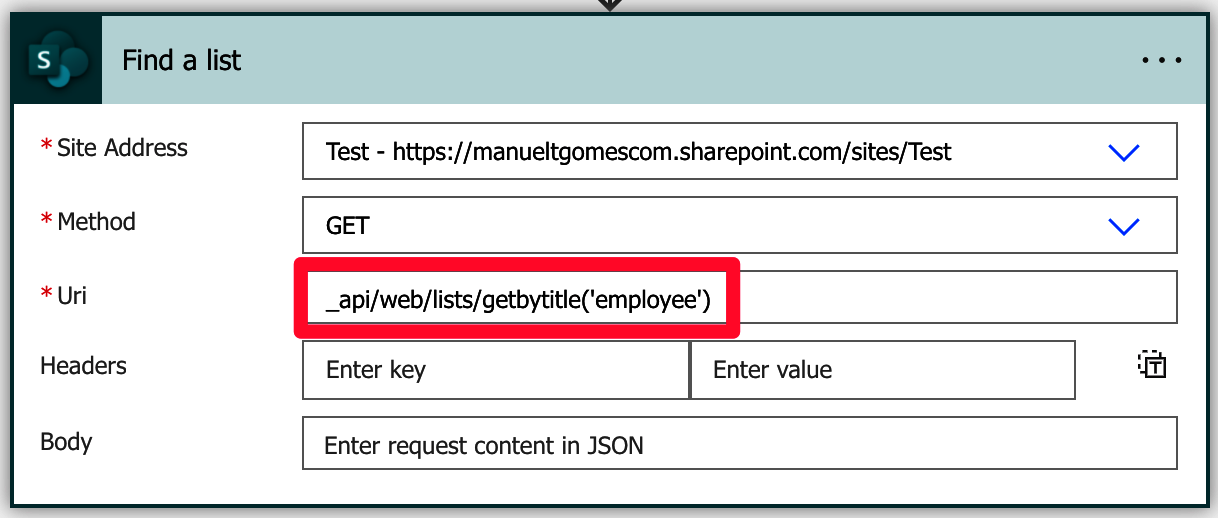 S
Find a list
* Site Address
Test - https://manueltgomescom.sharepoint.com/sites/Test
* Method
GET
* Uri
_api/web/lists/getbytitle('employee')
Headers
Enter key
Enter value
T
Body
Enter request content in JSON